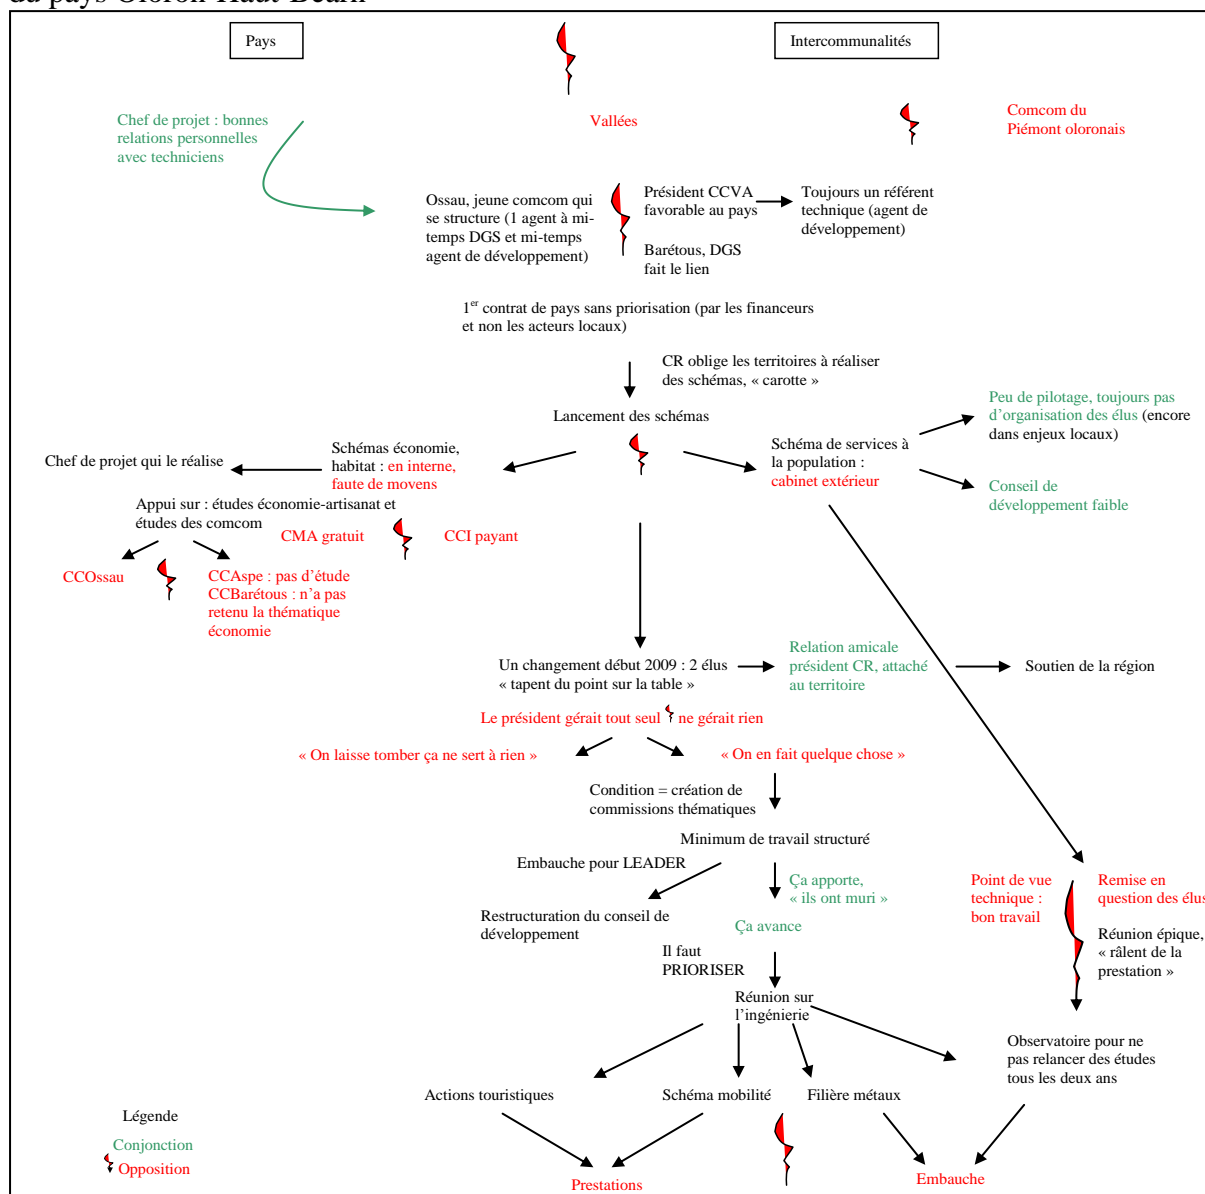 du pays Oloron-Haut-Béarn
Pays
Intercommunalités
Chef de projet : bonnes
relations personnelles
avec techniciens
Vallées
Comcom du
Piémont oloronais
Ossau, jeune comcom qui
se structure (1 agent à mi-
temps DGS et mi-temps
agent de développement)
Président CCVA
favorable au pays
Barétous, DGS
fait le lien
Toujours un référent
technique (agent de
développement)
1er contrat de pays sans priorisation (par les financeurs
et non les acteurs locaux)
CR oblige les territoires à réaliser
des schémas, « carotte »
Lancement des schémas
Peu de pilotage, toujours pas
d’organisation des élus (encore
dans enjeux locaux)
Chef de projet qui le réalise
Schémas économie,
habitat : en interne,
faute de moyens
Schéma de services à
la population :
cabinet extérieur
Conseil de
développement faible
Appui sur : études économie-artisanat et
études des comcom
CMA gratuit
CCI payant
CCOssau
CCAspe : pas d’étude
CCBarétous : n’a pas
retenu la thématique
économie
Un changement début 2009 : 2 élus
« tapent du point sur la table »
Relation amicale
président CR, attaché
au territoire
Soutien de la région
Le président gérait tout seul ne gérait rien
« On laisse tomber ça ne sert à rien »
« On en fait quelque chose »
Condition = création de
commissions thématiques
Minimum de travail structuré
Embauche pour LEADER
Ça apporte,
« ils ont muri »
Point de vue
technique :
bon travail
Remise en
question des élus
Restructuration du conseil de
développement
Ça avance
Réunion épique,
« râlent de la
prestation »
Il faut
PRIORISER
Réunion sur
l’ingénierie
Observatoire pour ne
pas relancer des études
tous les deux ans
Actions touristiques
Schéma mobilité
Filière métaux
Légende
Conjonction
Opposition
Prestations
Embauche